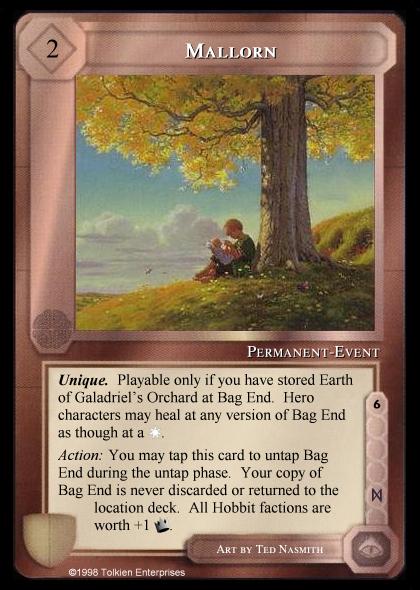 2
MALLORN
PERMANENT-EVENT
Unique. Playable only if you have stored Earth
of Galadriel's Orchard at Bag End. Hero
characters may heal at any version of Bag End
as though at a .
Action: You may tap this card to untap Bag
End during the untap phase. Your copy of
Bag End is never discarded or returned to the
location deck. All Hobbit factions are
worth +1 .
6
ART BY TED NASMITH
©1998 Tolkien Enterprises